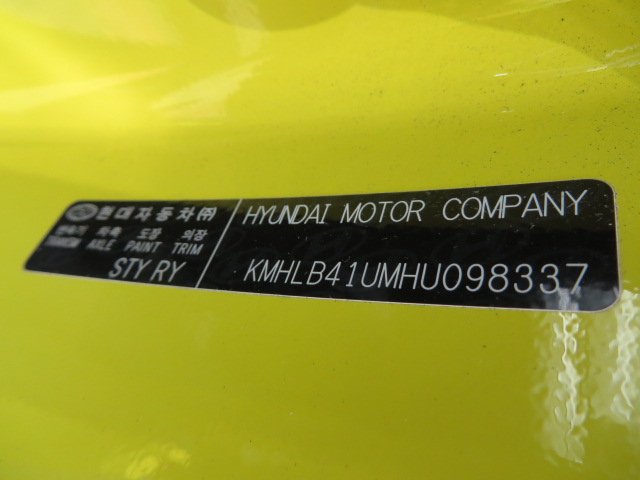 현대자동차(주)
변속기 차축 도장 의장
TRANSM AXLE PAINT TRIM
STY RY
HYUNDAI MOTOR COMPANY
KMHLB41UMHU098337